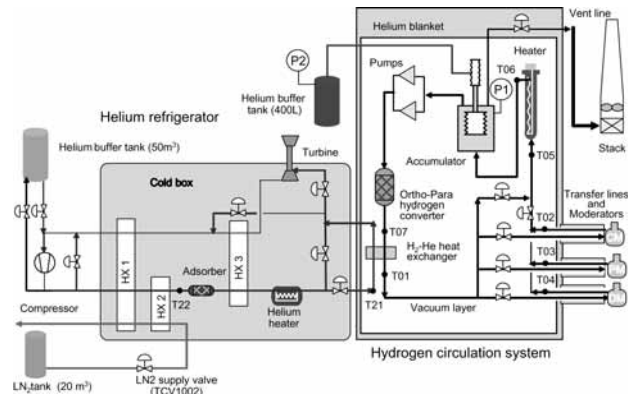 Helium blanket
Vent line
Heater
T06
P2
Pumps
P1
Helium buffer
tank (400L)
Helium refrigerator
Stack
Helium buffer tank (50m³)
Turbine
Accumulator
T05
Cold box
Ortho-Para
hydrogen
converter
Transfer lines
and
Moderators
T02
T07
H₂-He heat
exchanger
T03
HX 1
HX 2
HX 3
Adsorber
T01
T04
T22
T21
Compressor
Helium
heater
Vacuum layer
LN₂tank (20 m³)
LN2 supply valve
(TCV1002)
Hydrogen circulation system